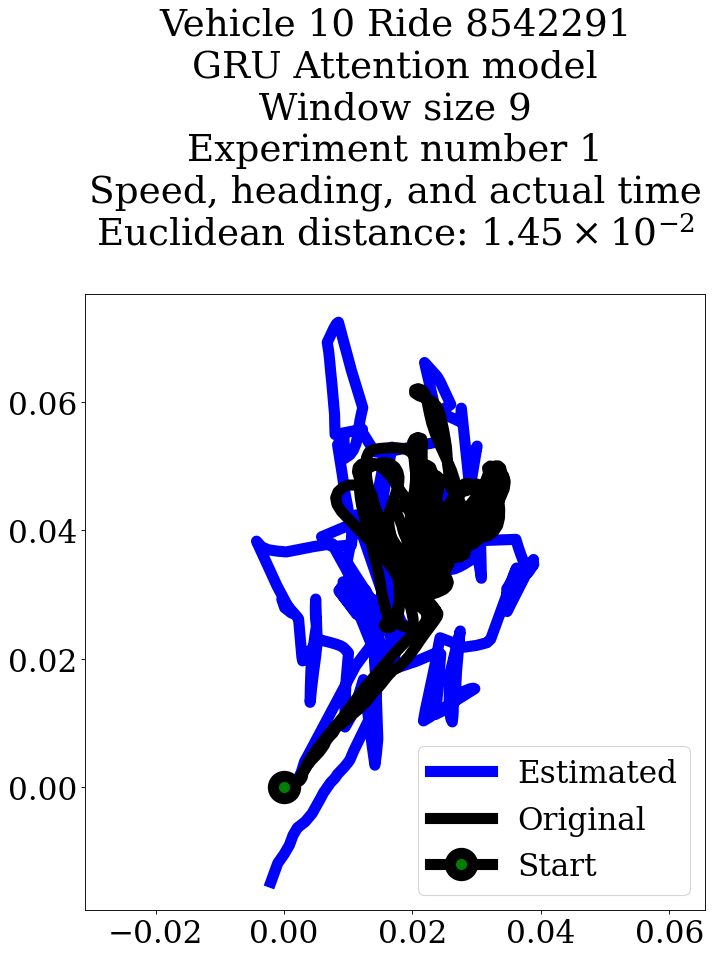 Vehicle 10 Ride 8542291
GRU Attention model
Window size 9
Experiment number 1
Speed, heading, and actual time
Euclidean distance: 1.45 × 10⁻²
0.06
0.04
0.02
0.00
Estimated
Original
Start
−0.02 0.00 0.02 0.04 0.06